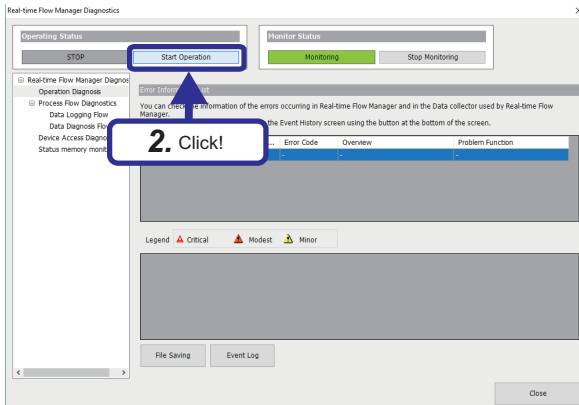 Real-time Flow Manager Diagnostics
Operating Status
Monitor Status
STOP
Start Operation
Monitoring
Stop Monitoring
Real-time Flow Manager Diagnos
Operation Diagnosis
Process Flow Diagnostics
Data Logging Flow
Data Diagnosis Flow
Device Access Diagno
Status memory monit
Error Information List
You can check the information of the errors occurring in Real-time Flow Manager and in the Data collector used by Real-time Flow
Manager.
the Event History screen using the button at the bottom of the screen.
2. Click!
... Error Code Overview Problem Function
- - -
Legend Critical Modest Minor
File Saving Event Log
Close